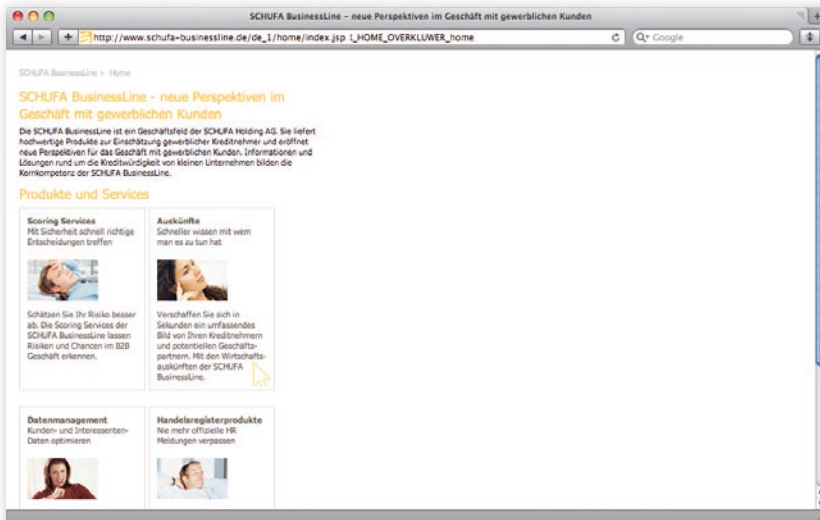 SCHUFA BusinessLine – neue Perspektiven im Geschäft mit gewerblichen Kunden
http://www.schufa-businessline.de/de_1/home/index.jsp t_HOME_OVERKLUWER_home
Google
SCHUFA BusinessLine › Home
SCHUFA BusinessLine - neue Perspektiven im
Geschäft mit gewerblichen Kunden
Die SCHUFA BusinessLine ist ein Geschäftsfeld der SCHUFA Holding AG. Sie liefert
hochwertige Produkte zur Einschätzung gewerblicher Kreditnehmer und eröffnet
neue Perspektiven für das Geschäft mit gewerblichen Kunden. Informationen und
Lösungen rund um die Kreditwürdigkeit von kleinen Unternehmen bilden die
Kernkompetenz der SCHUFA BusinessLine.
Produkte und Services
Scoring Services
Mit Sicherheit schnell richtige
Entscheidungen treffen
Schätzen Sie Ihr Risiko besser
ab. Die Scoring Services der
SCHUFA BusinessLine lassen
Risiken und Chancen im B2B
Geschäft erkennen.
Auskünfte
Schneller wissen mit wem
man es zu tun hat
Verschaffen Sie sich in
Sekunden ein umfassendes
Bild von Ihren Kreditnehmern
und potentiellen Geschäfts-
partnern. Mit den Wirtschafts-
auskünften der SCHUFA
BusinessLine.
Datenmanagement
Kunden- und Interessenten-
Daten optimieren
Handelsregisterprodukte
Nie mehr offizielle HR
Meldungen verpassen